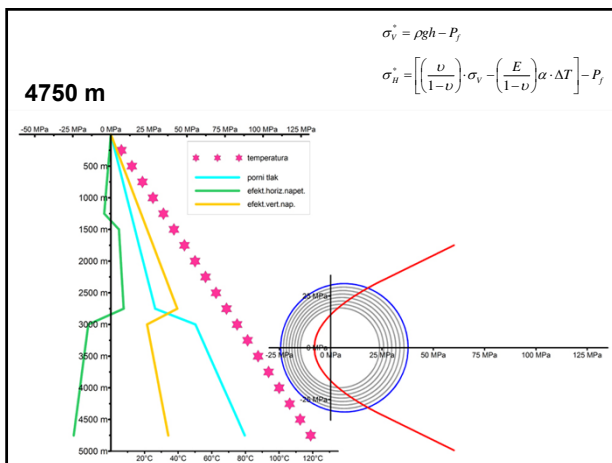 σ*V = ρgh − Pf
σ*H = [(υ/1−υ)·σV − (E/1−υ)α·ΔT] − Pf
4750 m
-50 MPa -25 MPa 0 MPa 25 MPa 50 MPa 75 MPa 100 MPa 125 MPa
temperatura
porni tlak
efekt.horiz.napet.
efekt.vert.nap.
500 m
1000 m
1500 m
2000 m
2500 m
3000 m
3500 m
4000 m
4500 m
5000 m
20°C 40°C 60°C 80°C 100°C 120°C
25 MPa
-25 MPa 0 MPa 0 MPa 25 MPa 50 MPa 75 MPa 100 MPa 125 MPa
-25 MPa